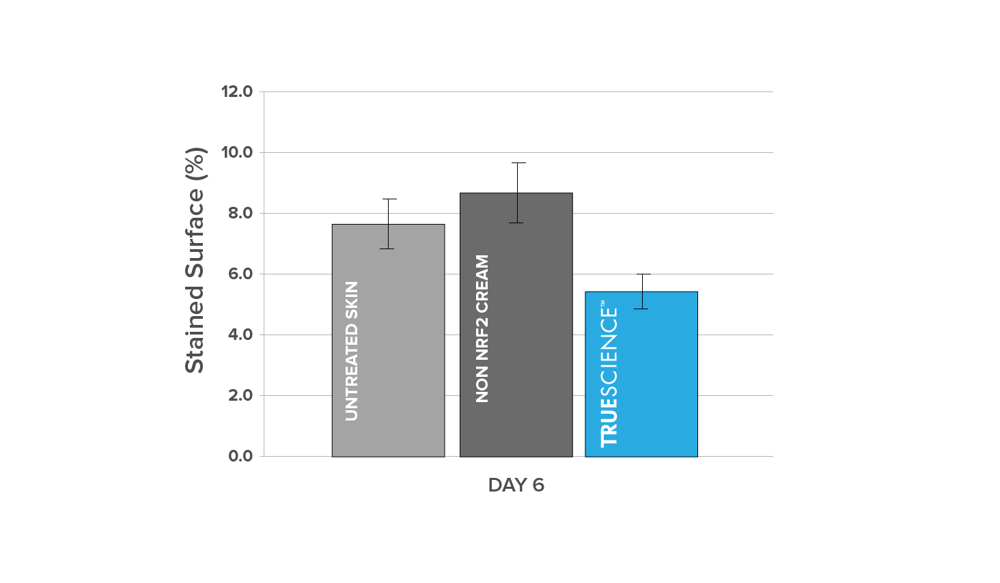 12.0
10.0
8.0
6.0
4.0
2.0
0.0
Stained Surface (%)
UNTREATED SKIN
NON NRF2 CREAM
TRUESCIENCE™
DAY 6